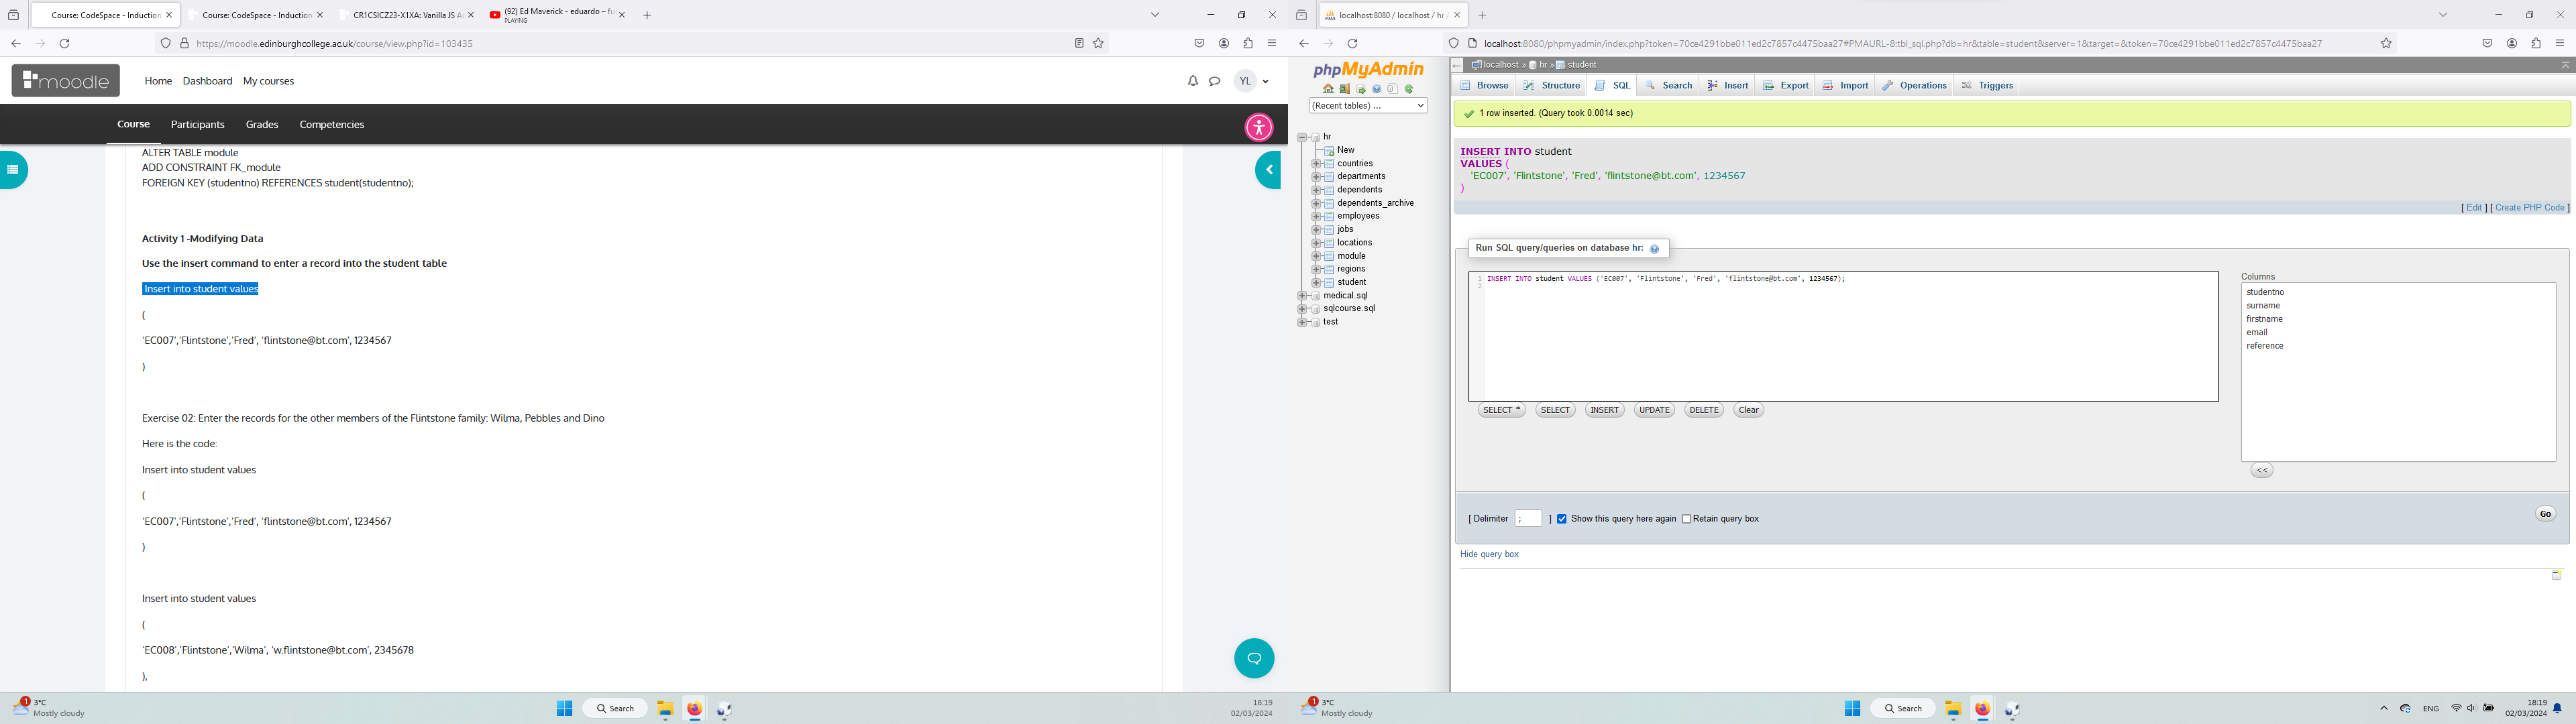 Course: CodeSpace - Induction
Course: CodeSpace - Induction
CR1CSICZ23-X1XA: Vanilla JS A
(92) Ed Maverick - eduardo – fu
PLAYING
https://moodle.edinburghcollege.ac.uk/course/view.php?id=103435
moodle
Home
Dashboard
My courses
YL
Course
Participants
Grades
Competencies
ALTER TABLE module
ADD CONSTRAINT FK_module
FOREIGN KEY (studentno) REFERENCES student(studentno);
Activity 1 -Modifying Data
Use the insert command to enter a record into the student table
Insert into student values
(
'EC007','Flintstone','Fred', 'flintstone@bt.com', 1234567
)
Exercise 02: Enter the records for the other members of the Flintstone family: Wilma, Pebbles and Dino
Here is the code:
Insert into student values
(
'EC007','Flintstone','Fred', 'flintstone@bt.com', 1234567
)
Insert into student values
(
'EC008','Flintstone','Wilma', 'w.flintstone@bt.com', 2345678
),
1
3°C
Mostly cloudy
Search
18:19
02/03/2024
localhost:8080 / localhost / hr /
localhost:8080/phpmyadmin/index.php?token=70ce4291bbe011ed2c7857c4475baa27#PMAURL-8:tbl_sql.php?db=hr&table=student&server=1&target=&token=70ce4291bbe011ed2c7857c4475baa27
phpMyAdmin
(Recent tables) ...
hr
New
countries
departments
dependents
dependents_archive
employees
jobs
locations
module
regions
student
medical.sql
sqlcourse.sql
test
localhost » hr » student
Browse
Structure
SQL
Search
Insert
Export
Import
Operations
Triggers
1 row inserted. (Query took 0.0014 sec)
INSERT INTO student
VALUES (
'EC007', 'Flintstone', 'Fred', 'flintstone@bt.com', 1234567
)
[ Edit ] [ Create PHP Code ]
Run SQL query/queries on database hr:
1 INSERT INTO student VALUES ('EC007', 'Flintstone', 'Fred', 'flintstone@bt.com', 1234567);
2
Columns
studentno
surname
firstname
email
reference
SELECT *
SELECT
INSERT
UPDATE
DELETE
Clear
<<
[ Delimiter ; ]
Show this query here again
Retain query box
Go
Hide query box
1
3°C
Mostly cloudy
Search
ENG
18:19
02/03/2024